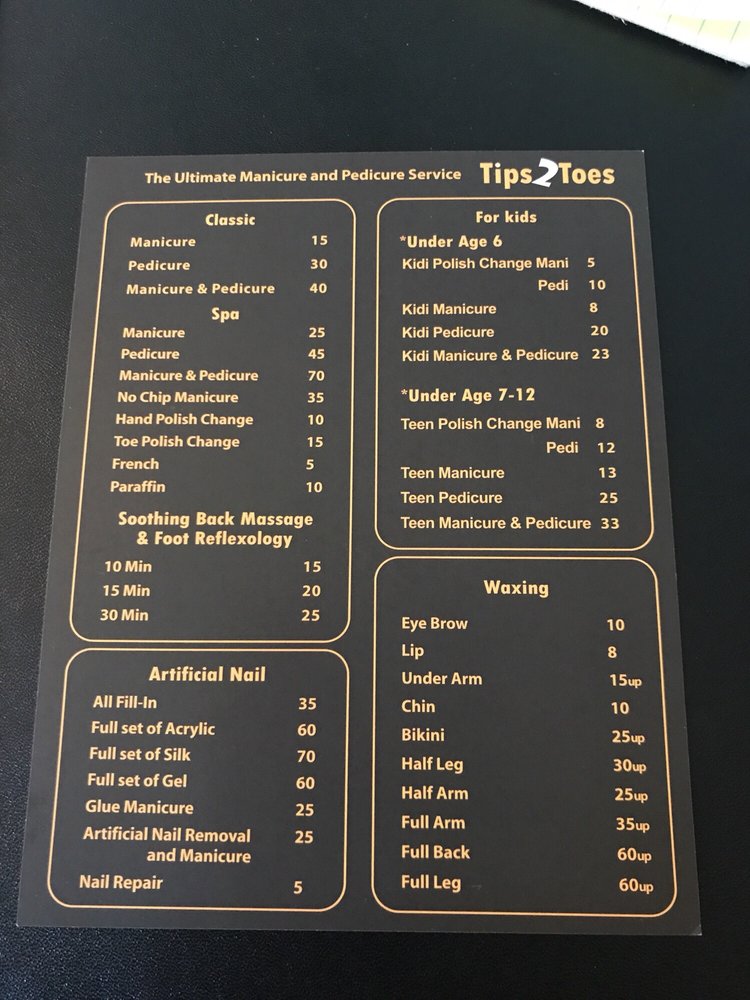 The Ultimate Manicure and Pedicure Service Tips2Toes
Classic
Manicure 15
Pedicure 30
Manicure & Pedicure 40
Spa
Manicure 25
Pedicure 45
Manicure & Pedicure 70
No Chip Manicure 35
Hand Polish Change 10
Toe Polish Change 15
French 5
Paraffin 10
Soothing Back Massage
& Foot Reflexology
10 Min 15
15 Min 20
30 Min 25
Artificial Nail
All Fill-In 35
Full set of Acrylic 60
Full set of Silk 70
Full set of Gel 60
Glue Manicure 25
Artificial Nail Removal 25
and Manicure
Nail Repair 5
For kids
*Under Age 6
Kidi Polish Change Mani 5
Pedi 10
Kidi Manicure 8
Kidi Pedicure 20
Kidi Manicure & Pedicure 23
*Under Age 7-12
Teen Polish Change Mani 8
Pedi 12
Teen Manicure 13
Teen Pedicure 25
Teen Manicure & Pedicure 33
Waxing
Eye Brow 10
Lip 8
Under Arm 15up
Chin 10
Bikini 25up
Half Leg 30up
Half Arm 25up
Full Arm 35up
Full Back 60up
Full Leg 60up